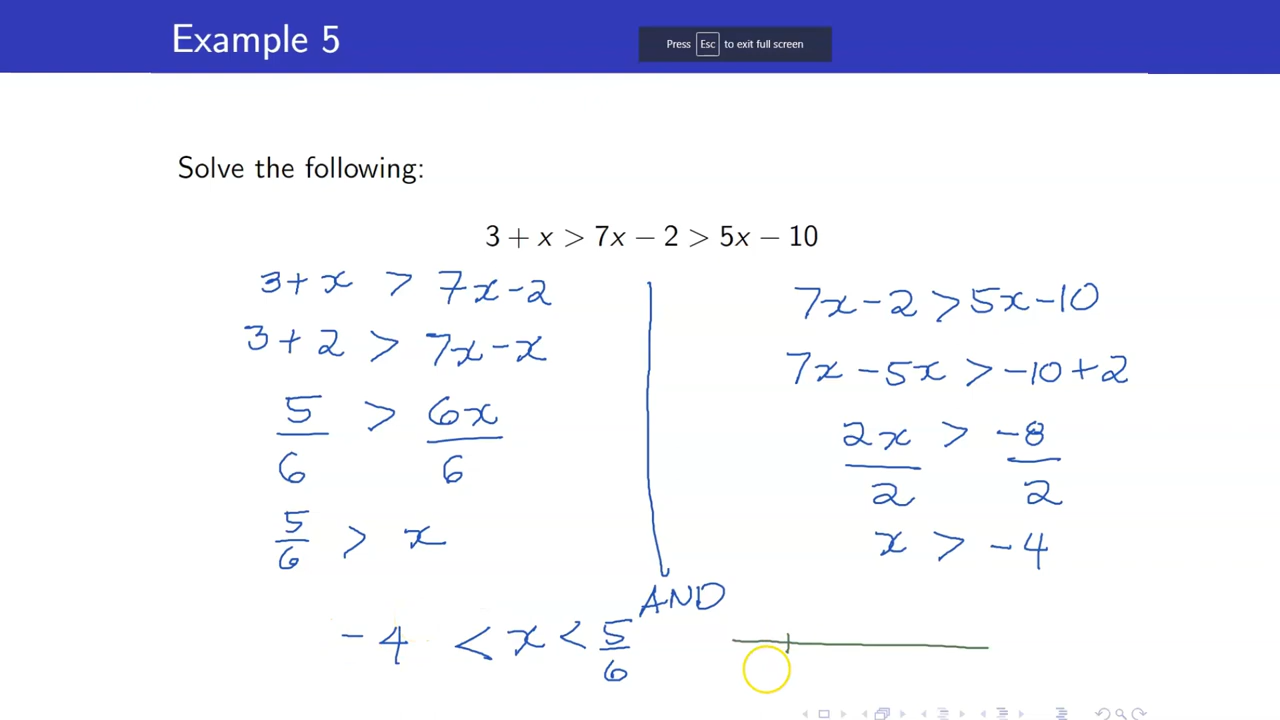 Example 5
Press Esc to exit full screen
Solve the following:
3 + x > 7x − 2 > 5x − 10
3+x > 7x-2
3+2 > 7x-x
5/6 > 6x/6
5/6 > x
7x-2 > 5x-10
7x-5x > -10+2
2x/2 > -8/2
x > -4
AND
-4 < x < 5/6